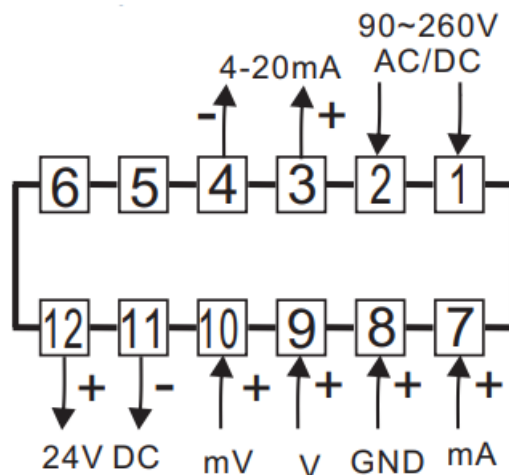 90~260V
4-20mA AC/DC
- +
6 5 4 3 2 1
12 11 10 9 8 7
+ - + + + +
24V DC mV V GND mA